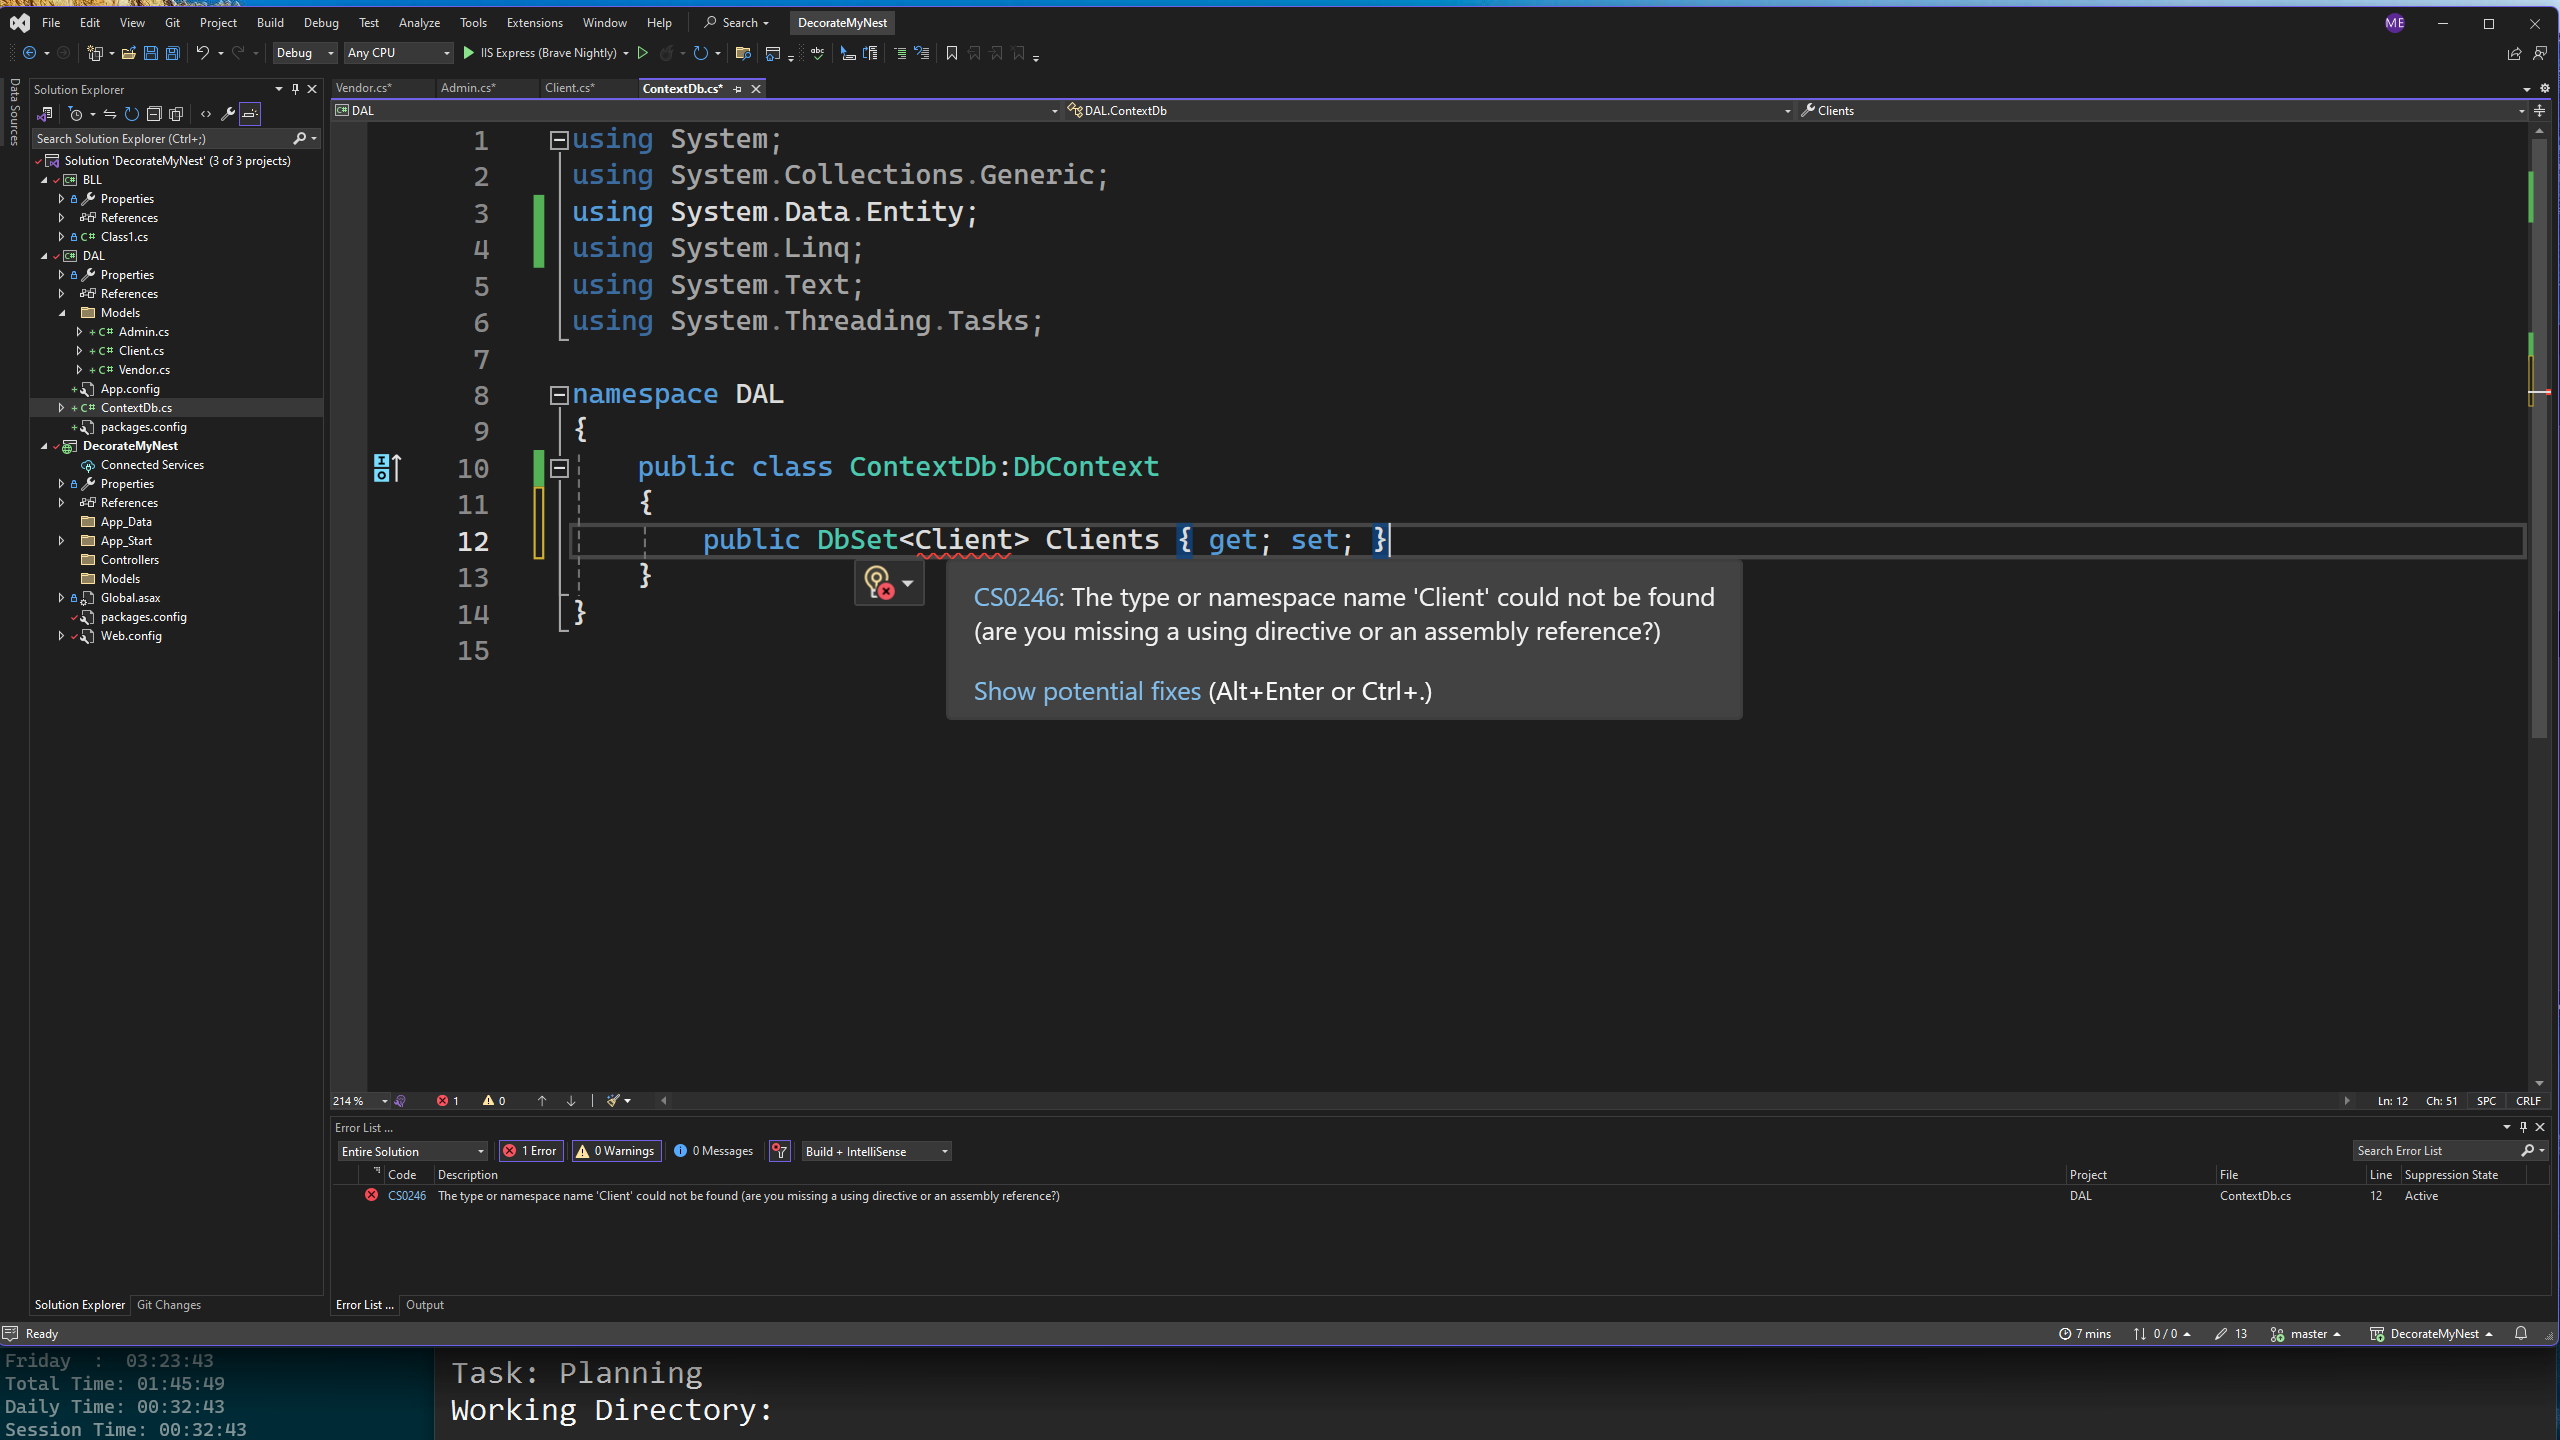 File Edit View Git Project Build Debug Test Analyze Tools Extensions Window Help Search DecorateMyNest ME
Debug Any CPU IIS Express (Brave Nightly)
Data Sources
Solution Explorer
Search Solution Explorer (Ctrl+;)
Solution 'DecorateMyNest' (3 of 3 projects)
BLL
Properties
References
C# Class1.cs
DAL
Properties
References
Models
C# Admin.cs
C# Client.cs
C# Vendor.cs
App.config
C# ContextDb.cs
packages.config
DecorateMyNest
Connected Services
Properties
References
App_Data
App_Start
Controllers
Models
Global.asax
packages.config
Web.config
Solution Explorer Git Changes
Vendor.cs* Admin.cs* Client.cs* ContextDb.cs*
DAL DAL.ContextDb Clients
1 using System;
2 using System.Collections.Generic;
3 using System.Data.Entity;
4 using System.Linq;
5 using System.Text;
6 using System.Threading.Tasks;
7
8 namespace DAL
9 {
10 public class ContextDb:DbContext
11 {
12 public DbSet<Client> Clients { get; set; }
13 }
14 }
15
CS0246: The type or namespace name 'Client' could not be found
(are you missing a using directive or an assembly reference?)
Show potential fixes (Alt+Enter or Ctrl+.)
214 % 1 0 Ln: 12 Ch: 51 SPC CRLF
Error List ...
Entire Solution 1 Error 0 Warnings 0 Messages Build + IntelliSense Search Error List
Code Description Project File Line Suppression State
CS0246 The type or namespace name 'Client' could not be found (are you missing a using directive or an assembly reference?) DAL ContextDb.cs 12 Active
Error List ... Output
Ready 7 mins 0 / 0 13 master DecorateMyNest
Friday : 03:23:43
Total Time: 01:45:49
Daily Time: 00:32:43
Session Time: 00:32:43
Task: Planning
Working Directory: